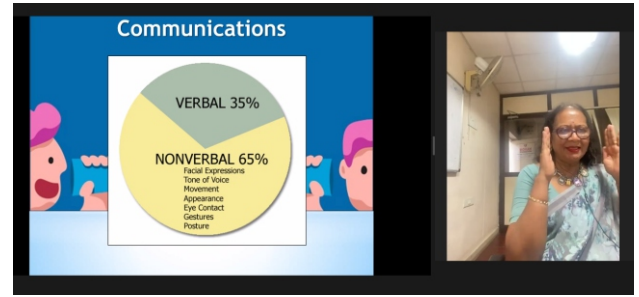 Communications
VERBAL 35%
NONVERBAL 65%
Facial Expressions
Tone of Voice
Movement
Appearance
Eye Contact
Gestures
Posture